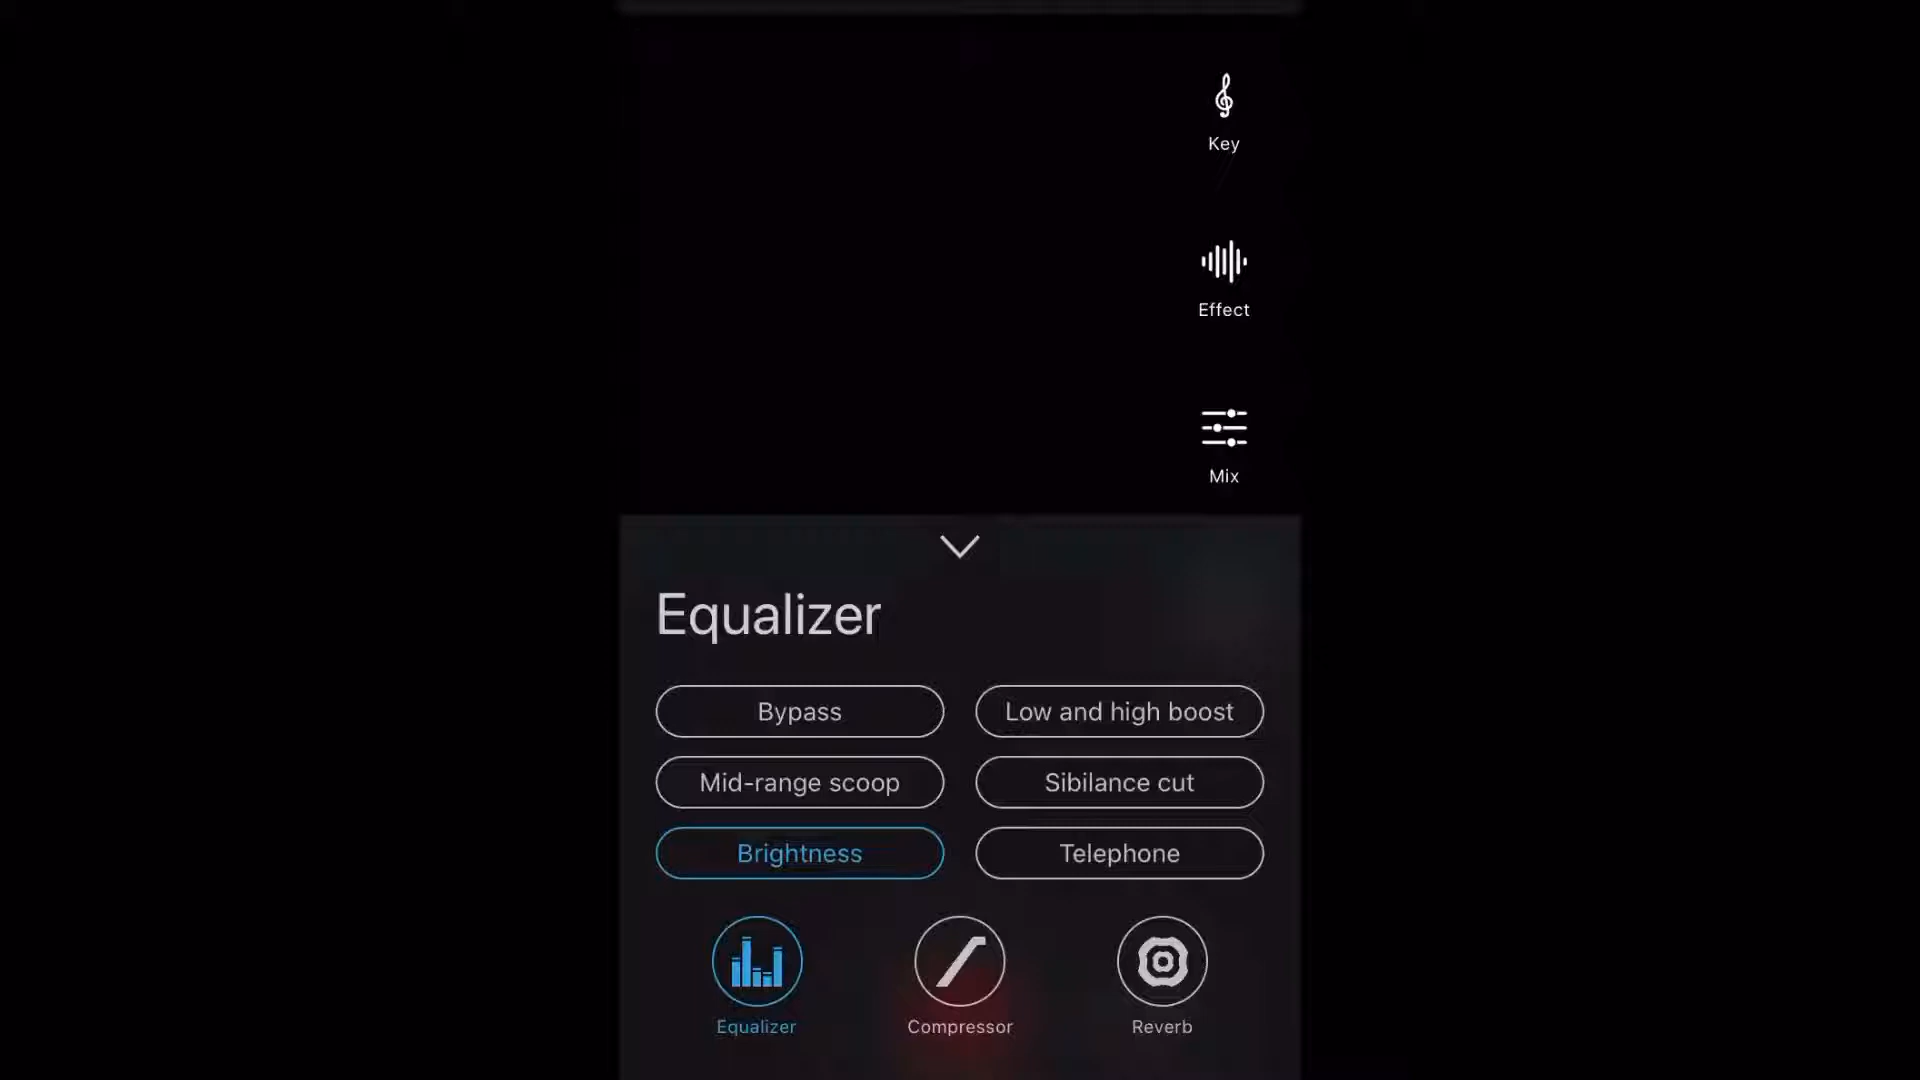 Key
Effect
Mix
Equalizer
Bypass
Low and high boost
Mid-range scoop
Sibilance cut
Brightness
Telephone
Equalizer
Compressor
Reverb